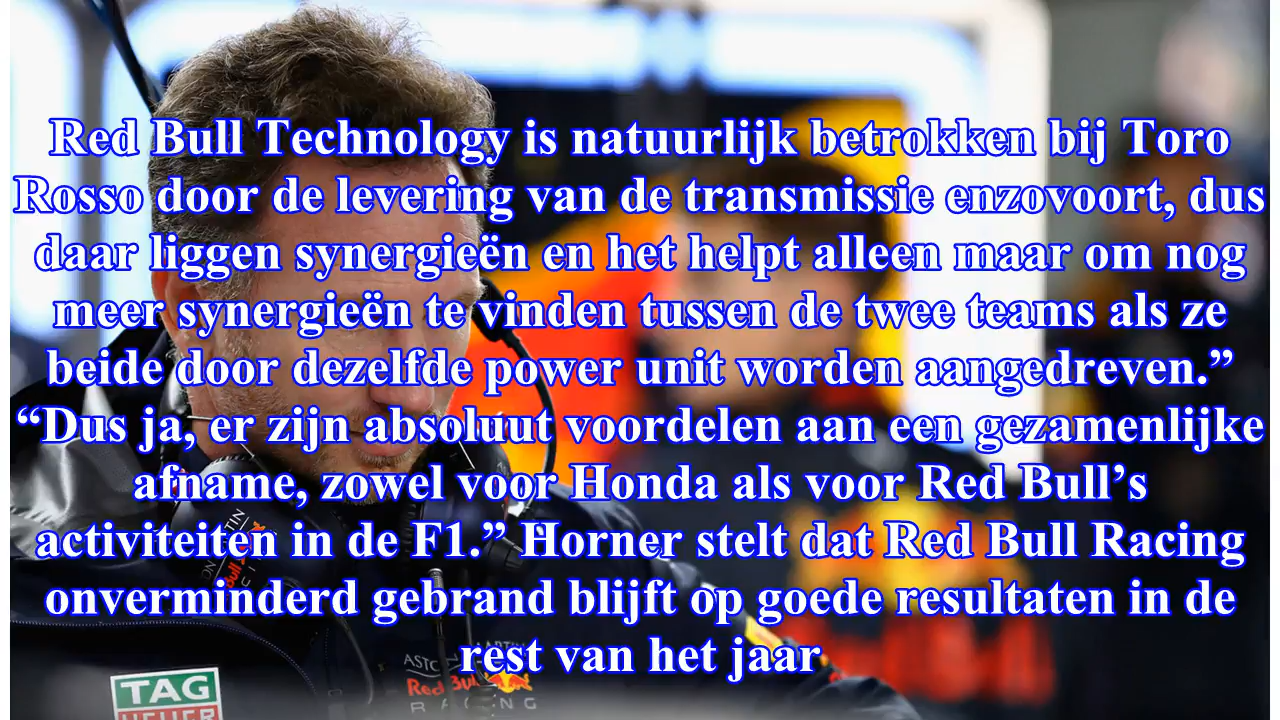 Red Bull Technology is natuurlijk betrokken bij Toro
Rosso door de levering van de transmissie enzovoort, dus
daar liggen synergieën en het helpt alleen maar om nog
meer synergieën te vinden tussen de twee teams als ze
beide door dezelfde power unit worden aangedreven.”
“Dus ja, er zijn absoluut voordelen aan een gezamenlijke
afname, zowel voor Honda als voor Red Bull’s
activiteiten in de F1.” Horner stelt dat Red Bull Racing
onverminderd gebrand blijft op goede resultaten in de
rest van het jaar
TAG
HEUER
Red Bull
RACING